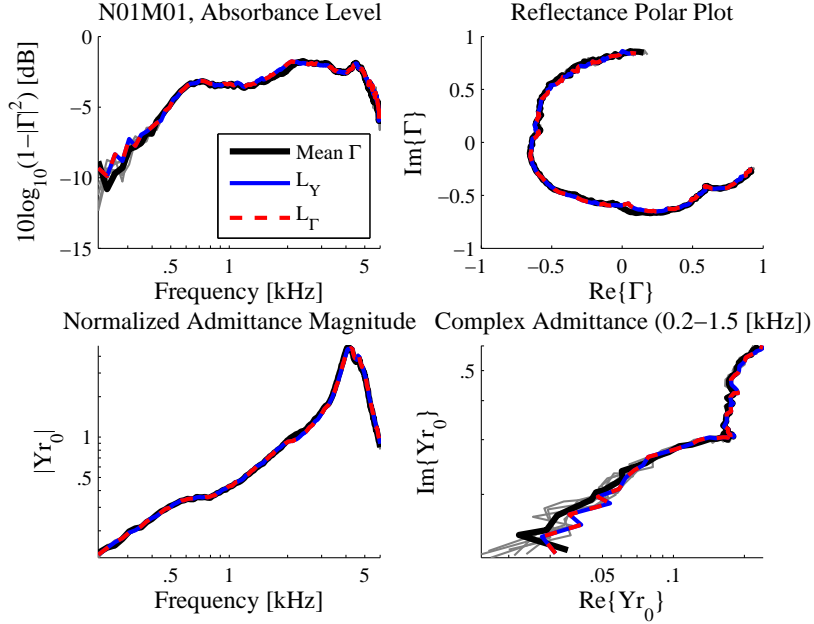 N01M01, Absorbance Level
0
−5
−10
−15
10log₁₀(1−|Γ|²) [dB]
.5
1
5
Frequency [kHz]
Mean Γ
L_Y
L_Γ
Reflectance Polar Plot
1
0.5
0
−0.5
−1
Im{Γ}
−1
−0.5
0
0.5
1
Re{Γ}
Normalized Admittance Magnitude
1
.5
|Yr₀|
.5
1
5
Frequency [kHz]
Complex Admittance (0.2−1.5 [kHz])
.5
Im{Yr₀}
.05
0.1
Re{Yr₀}